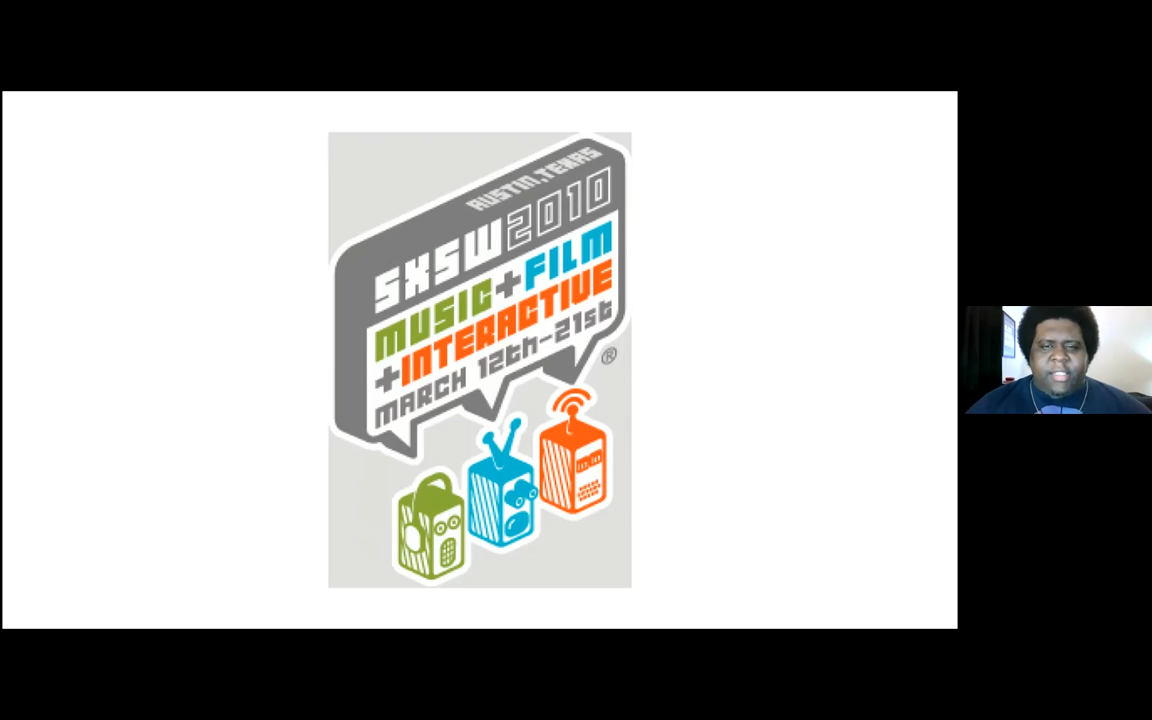 AUSTIN, TEXAS
SXSW 2010
MUSIC+FILM
+INTERACTIVE
MARCH 12th-21st
®